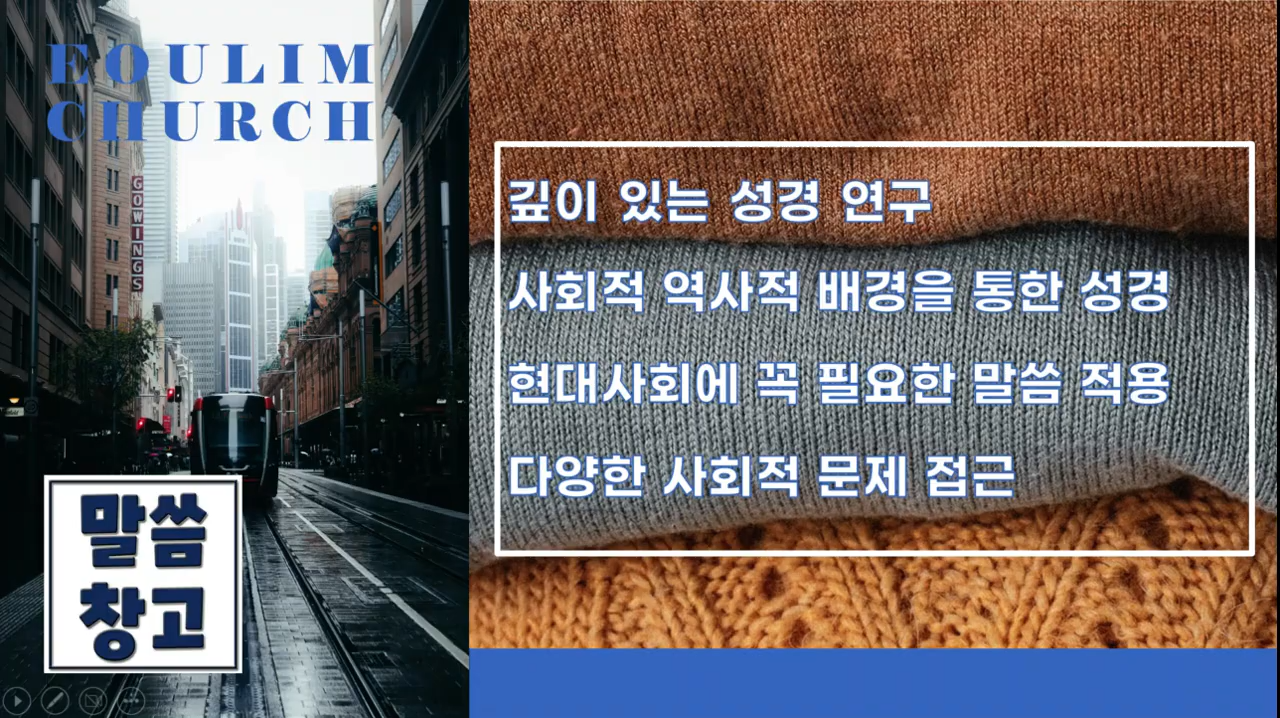 EOULIM
CHURCH
GOWINGS
말씀
창고
깊이 있는 성경 연구
사회적 역사적 배경을 통한 성경
현대사회에 꼭 필요한 말씀 적용
다양한 사회적 문제 접근